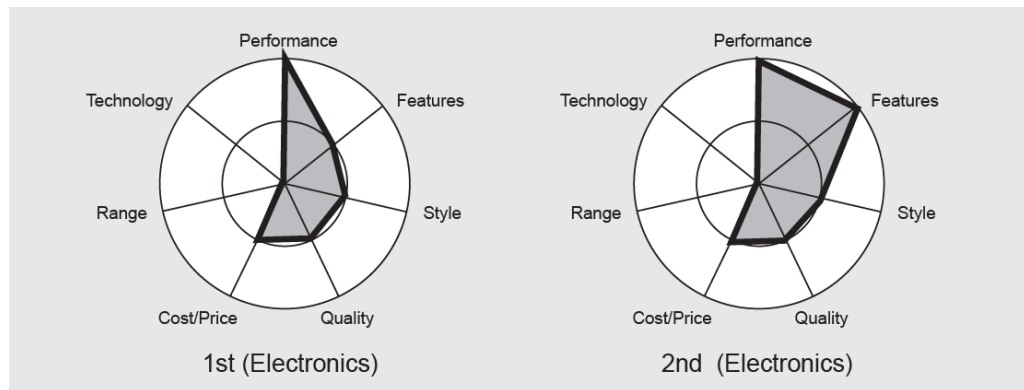 Performance
Technology
Features
Range
Style
Cost/Price
Quality
1st (Electronics)
Performance
Technology
Features
Range
Style
Cost/Price
Quality
2nd (Electronics)